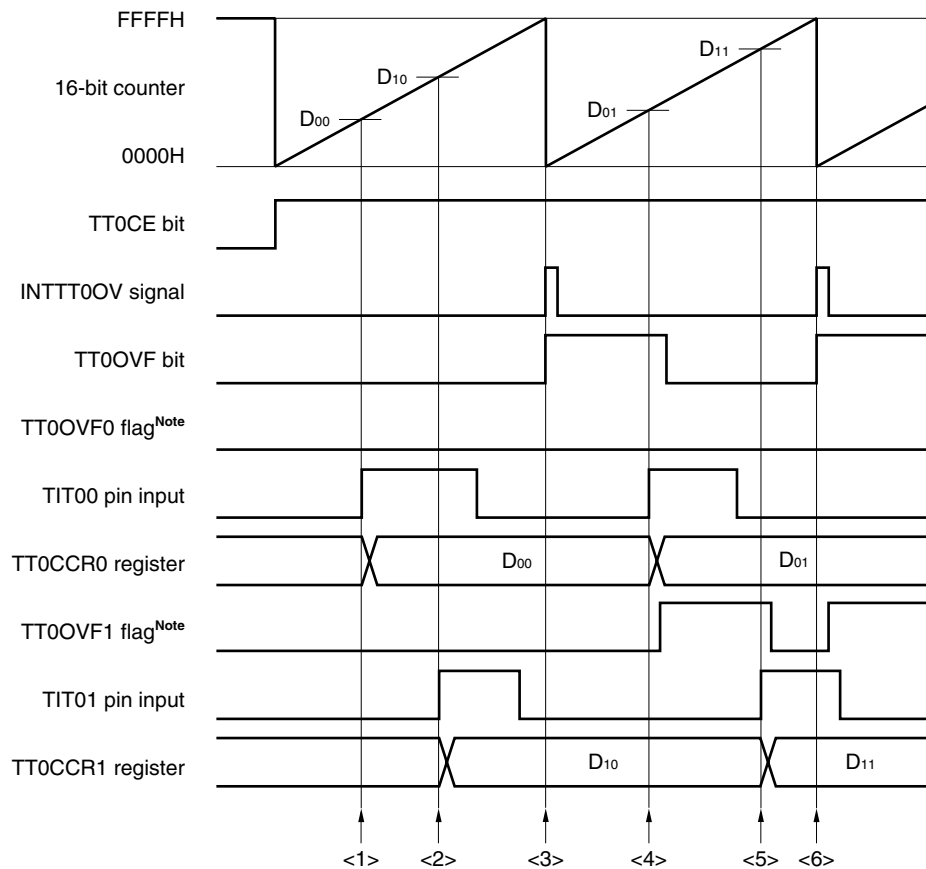 FFFFH
D11
D10
16-bit counter
D01
D00
0000H
TT0CE bit
INTTT0OV signal
TT0OVF bit
TT0OVF0 flagNote
TIT00 pin input
TT0CCR0 register
D00
D01
TT0OVF1 flagNote
TIT01 pin input
TT0CCR1 register
D10
D11
<1> <2> <3> <4> <5> <6>